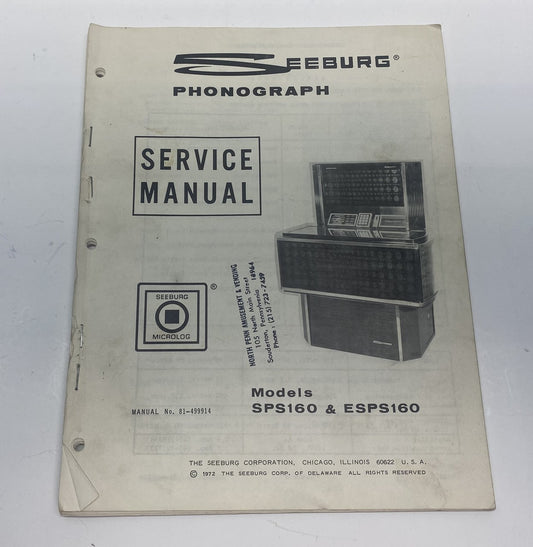 SEEBURG®
PHONOGRAPH
SERVICE
MANUAL
NORTH PENN AMUSEMENT & VENDING
105 North Main Street
Souderton, Pennsylvania 18964
Phone: (215) 723-7459
SEEBURG
MICROLOG
®
Models
SPS160 & ESPS160
MANUAL No. 81-499914
THE SEEBURG CORPORATION, CHICAGO, ILLINOIS 60622 U. S. A.
© 1972 THE SEEBURG CORP. OF DELAWARE ALL RIGHTS RESERVED